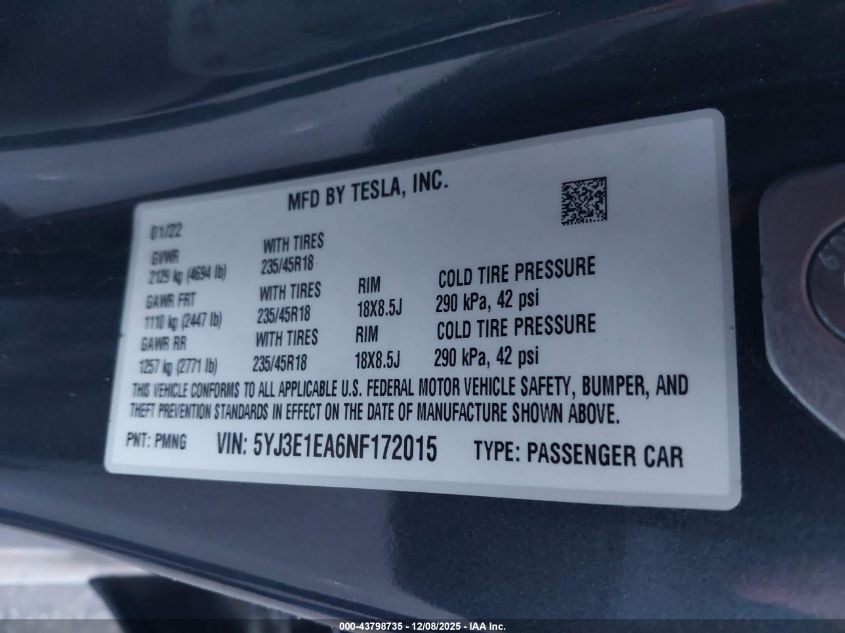 MFD BY TESLA, INC.
01/22
GVWR
2129 kg (4694 lb)
WITH TIRES
235/45R18
GAWR FRT
1110 kg (2447 lb)
WITH TIRES
235/45R18
RIM
18X8.5J
COLD TIRE PRESSURE
290 kPa, 42 psi
GAWR RR
1257 kg (2771 lb)
WITH TIRES
235/45R18
RIM
18X8.5J
COLD TIRE PRESSURE
290 kPa, 42 psi
THIS VEHICLE CONFORMS TO ALL APPLICABLE U.S. FEDERAL MOTOR VEHICLE SAFETY, BUMPER, AND
THEFT PREVENTION STANDARDS IN EFFECT ON THE DATE OF MANUFACTURE SHOWN ABOVE.
PNT: PMNG VIN: 5YJ3E1EA6NF172015 TYPE: PASSENGER CAR
000-43798735 - 12/08/2025 - IAA Inc.